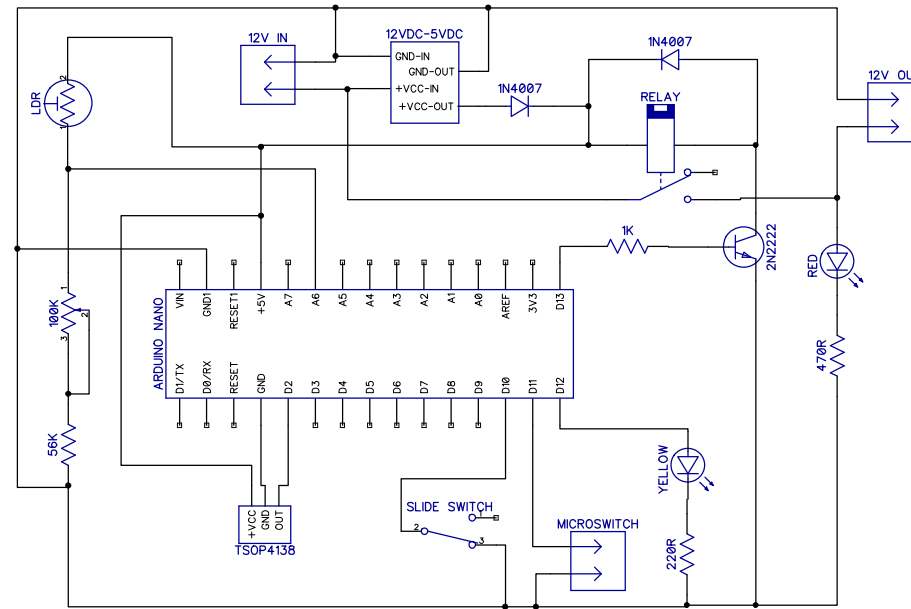 12V IN
12VDC-5VDC
GND-IN
GND-OUT
+VCC-IN
+VCC-OUT
1N4007
1N4007
RELAY
12V OU
LDR
2
1
1K
2N2222
RED
470R
100K
1
2
3
56K
ARDUINO NANO
VIN
GND1
RESET1
+5V
A7
A6
A5
A4
A3
A2
A1
A0
AREF
3V3
D13
D1/TX
D0/RX
RESET
GND
D2
D3
D4
D5
D6
D7
D8
D9
D10
D11
D12
YELLOW
220R
SLIDE SWITCH
1
2
3
MICROSWITCH
+VCC
GND
OUT
TSOP4138